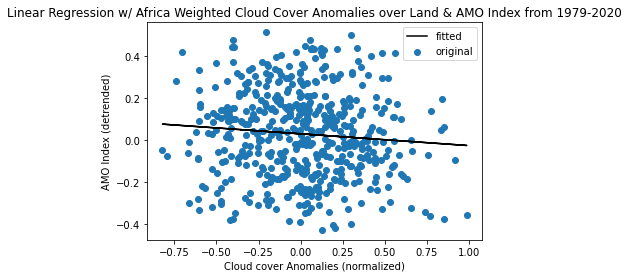 Linear Regression w/ Africa Weighted Cloud Cover Anomalies over Land & AMO Index from 1979-2020
fitted
original
0.4
0.2
0.0
−0.2
−0.4
AMO Index (detrended)
−0.75 −0.50 −0.25 0.00 0.25 0.50 0.75 1.00
Cloud cover Anomalies (normalized)